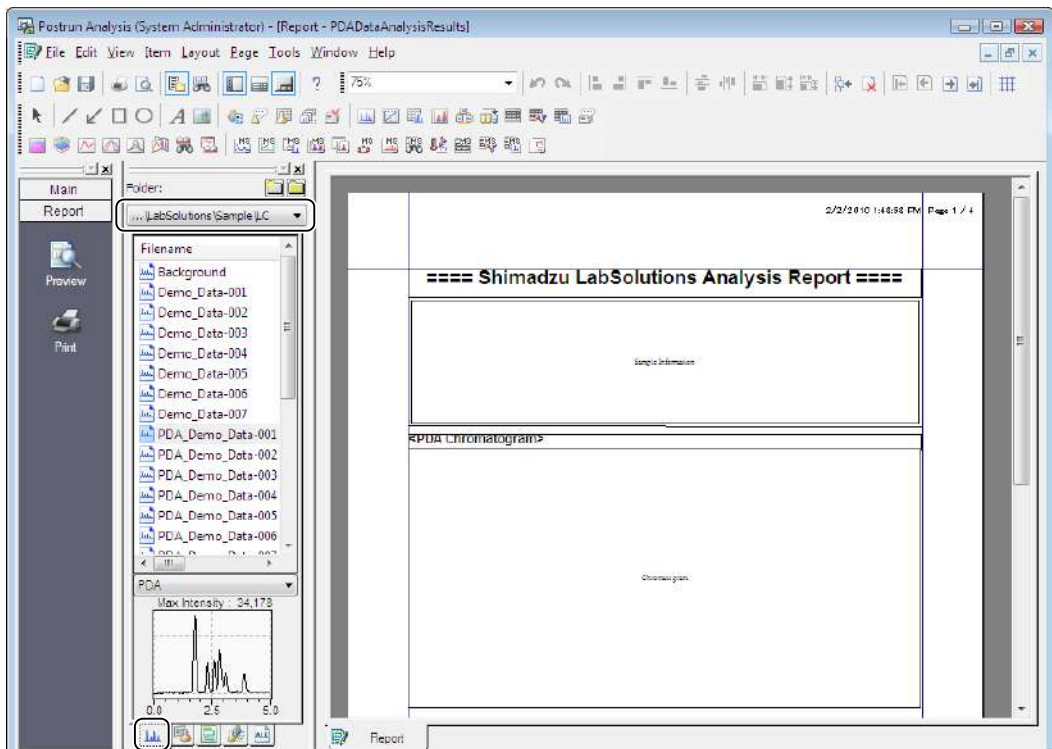 Postrun Analysis (System Administrator) - [Report - PDADataAnalysisResults]
File Edit View Item Layout Page Tools Window Help
75%
Main
Report
Preview
Print
Folder:
...\LabSolutions\Sample\LC
Filename
Background
Demo_Data-001
Demo_Data-002
Demo_Data-003
Demo_Data-004
Demo_Data-005
Demo_Data-006
Demo_Data-007
PDA_Demo_Data-001
PDA_Demo_Data-002
PDA_Demo_Data-003
PDA_Demo_Data-004
PDA_Demo_Data-005
PDA_Demo_Data-006
PDA
Max Intensity : 34,178
0.0 2.5 5.0
ALL
2/2/2010 1:48:58 PM Page 1 / 4
==== Shimadzu LabSolutions Analysis Report ====
Sample Information
<PDA Chromatogram>
Chromatogram
Report